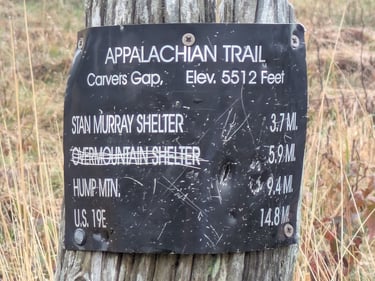 APPALACHIAN TRAIL
Carvers Gap, Elev. 5512 Feet
STAN MURRAY SHELTER 3.7 MI.
OVERMOUNTAIN SHELTER 5.9 MI.
HUMP MTN. 9.4 MI.
U.S. 19E 14.8 MI.